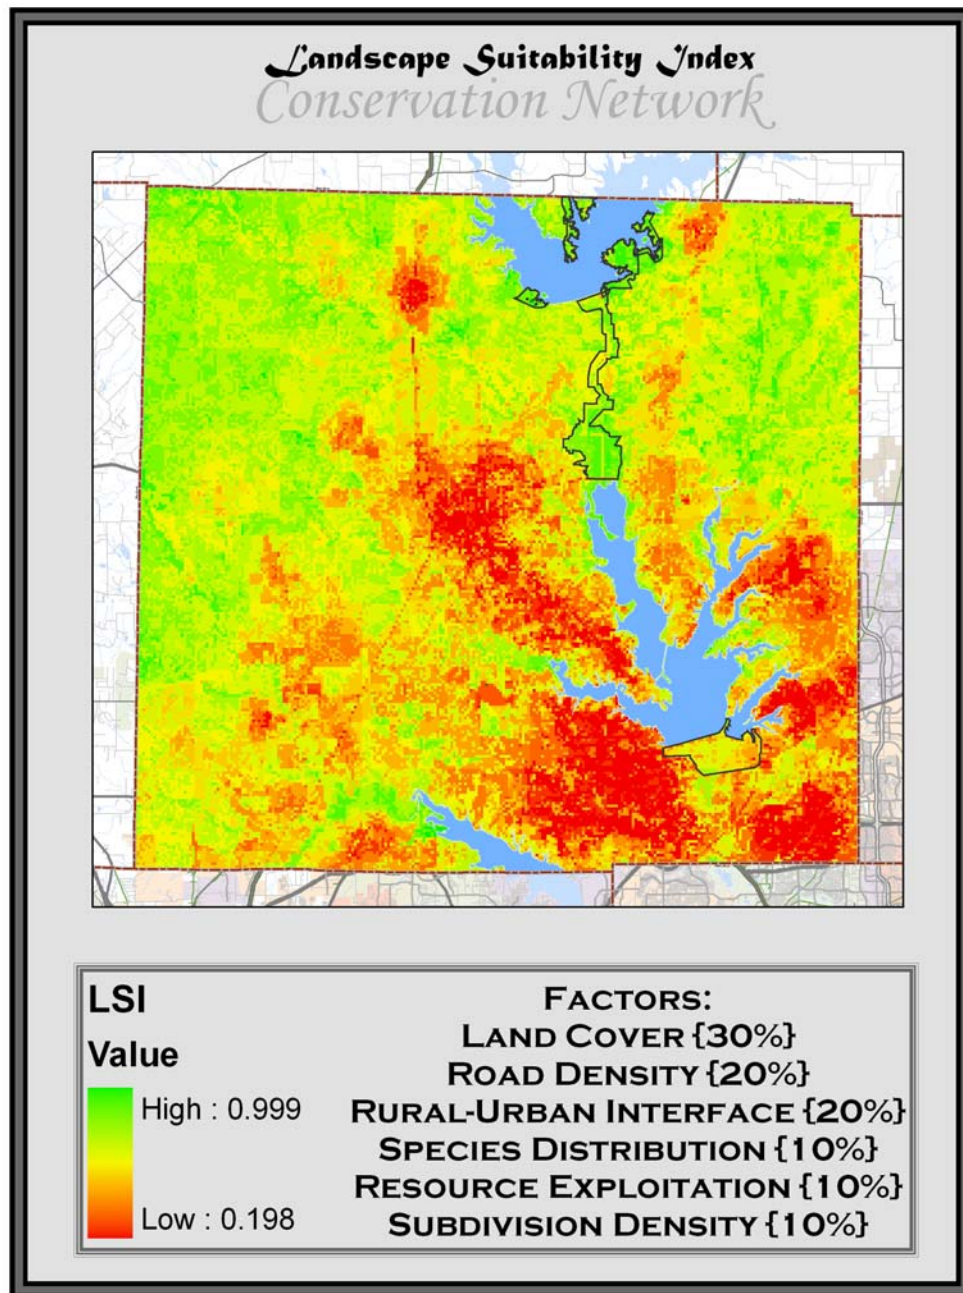 Landscape Suitability Index
Conservation Network
LSI
Value
High : 0.999
Low : 0.198
FACTORS:
LAND COVER {30%}
ROAD DENSITY {20%}
RURAL-URBAN INTERFACE {20%}
SPECIES DISTRIBUTION {10%}
RESOURCE EXPLOITATION {10%}
SUBDIVISION DENSITY {10%}